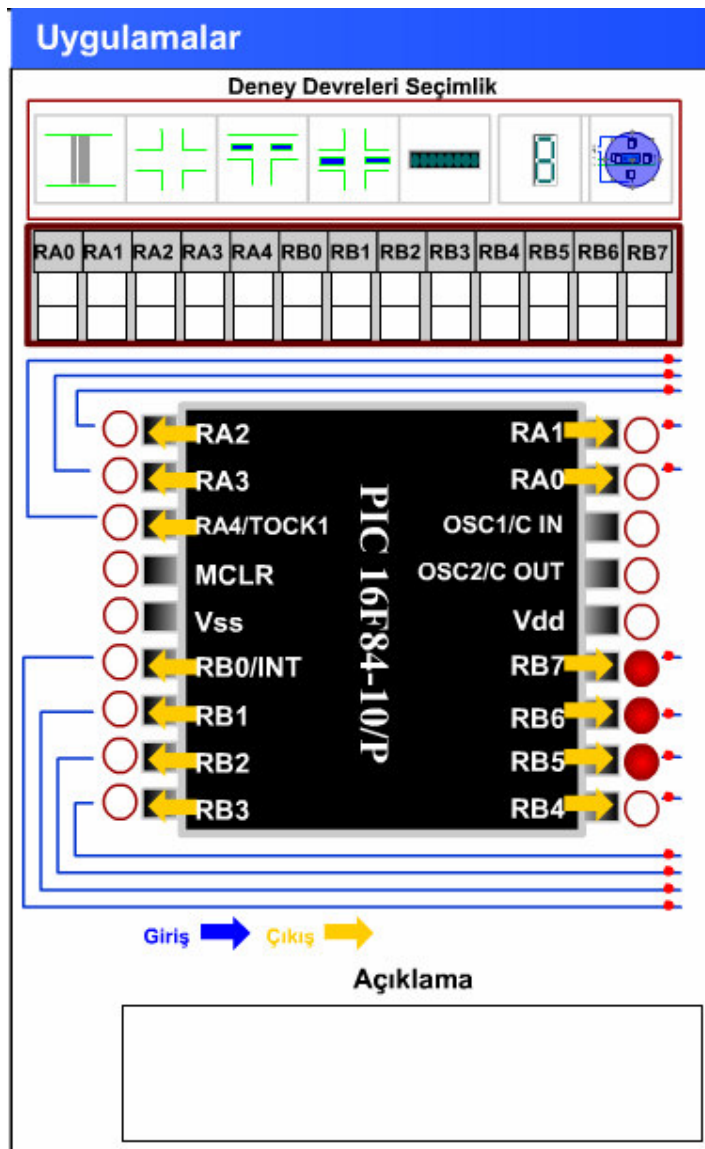 Uygulamalar
Deney Devreleri Seçimlik
RA0 RA1 RA2 RA3 RA4 RB0 RB1 RB2 RB3 RB4 RB5 RB6 RB7
RA2 RA1
RA3 RA0
RA4/TOCK1 OSC1/C IN
MCLR OSC2/C OUT
Vss Vdd
RB0/INT RB7
RB1 RB6
RB2 RB5
RB3 RB4
PIC 16F84-10/P
Giriş Çıkış
Açıklama